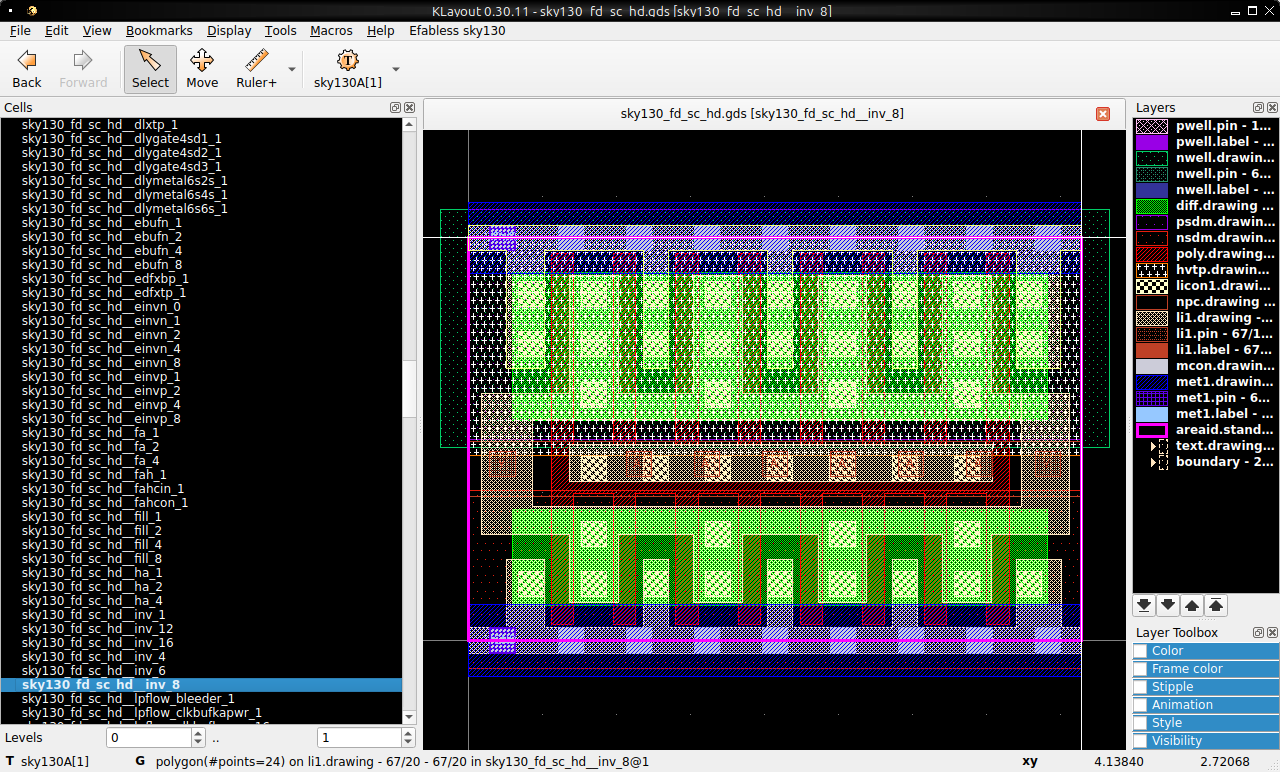 KLayout 0.30.11 - sky130_fd_sc_hd.gds [sky130_fd_sc_hd__inv_8]
File Edit View Bookmarks Display Tools Macros Help Efabless sky130
Back Forward Select Move Ruler+ sky130A[1]
Cells
sky130_fd_sc_hd__dlxtp_1
sky130_fd_sc_hd__dlygate4sd1_1
sky130_fd_sc_hd__dlygate4sd2_1
sky130_fd_sc_hd__dlygate4sd3_1
sky130_fd_sc_hd__dlymetal6s2s_1
sky130_fd_sc_hd__dlymetal6s4s_1
sky130_fd_sc_hd__dlymetal6s6s_1
sky130_fd_sc_hd__ebufn_1
sky130_fd_sc_hd__ebufn_2
sky130_fd_sc_hd__ebufn_4
sky130_fd_sc_hd__ebufn_8
sky130_fd_sc_hd__edfxbp_1
sky130_fd_sc_hd__edfxtp_1
sky130_fd_sc_hd__einvn_0
sky130_fd_sc_hd__einvn_1
sky130_fd_sc_hd__einvn_2
sky130_fd_sc_hd__einvn_4
sky130_fd_sc_hd__einvn_8
sky130_fd_sc_hd__einvp_1
sky130_fd_sc_hd__einvp_2
sky130_fd_sc_hd__einvp_4
sky130_fd_sc_hd__einvp_8
sky130_fd_sc_hd__fa_1
sky130_fd_sc_hd__fa_2
sky130_fd_sc_hd__fa_4
sky130_fd_sc_hd__fah_1
sky130_fd_sc_hd__fahcin_1
sky130_fd_sc_hd__fahcon_1
sky130_fd_sc_hd__fill_1
sky130_fd_sc_hd__fill_2
sky130_fd_sc_hd__fill_4
sky130_fd_sc_hd__fill_8
sky130_fd_sc_hd__ha_1
sky130_fd_sc_hd__ha_2
sky130_fd_sc_hd__ha_4
sky130_fd_sc_hd__inv_1
sky130_fd_sc_hd__inv_12
sky130_fd_sc_hd__inv_16
sky130_fd_sc_hd__inv_4
sky130_fd_sc_hd__inv_6
sky130_fd_sc_hd__inv_8
sky130_fd_sc_hd__lpflow_bleeder_1
sky130_fd_sc_hd__lpflow_clkbufkapwr_1
Levels 0 .. 1
sky130_fd_sc_hd.gds [sky130_fd_sc_hd__inv_8]
Layers
pwell.pin - 1...
pwell.label - ...
nwell.drawin...
nwell.pin - 6...
nwell.label - ...
diff.drawing ...
psdm.drawin...
nsdm.drawin...
poly.drawing...
hvtp.drawin...
licon1.drawi...
npc.drawing ...
li1.drawing -...
li1.pin - 67/1...
li1.label - 67...
mcon.drawin...
met1.drawin...
met1.pin - 6...
met1.label - ...
areaid.stand...
text.drawing...
boundary - 2...
Layer Toolbox
Color
Frame color
Stipple
Animation
Style
Visibility
T sky130A[1] G polygon(#points=24) on li1.drawing - 67/20 - 67/20 in sky130_fd_sc_hd__inv_8@1 xy 4.13840 2.72068